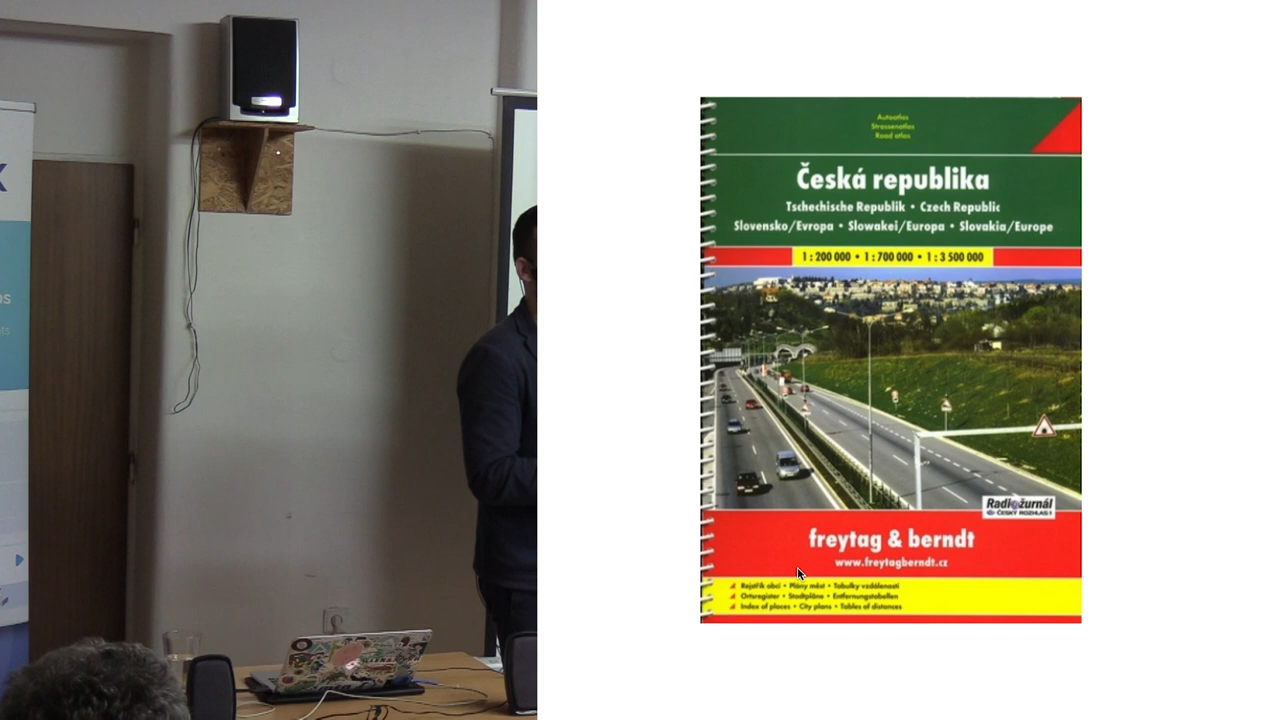 Autoatlas
Strassenatlas
Road atlas
Česká republika
Tschechische Republik • Czech Republic
Slovensko/Evropa • Slowakei/Europa • Slovakia/Europe
1 : 200 000 • 1 : 700 000 • 1 : 3 500 000
Radiožurnál
ČESKÝ ROZHLAS 1
freytag & berndt
www.freytagberndt.cz
Rejstřík obcí • Plány měst • Tabulky vzdáleností
Ortsregister • Stadtpläne • Entfernungstabellen
Index of places • City plans • Tables of distances